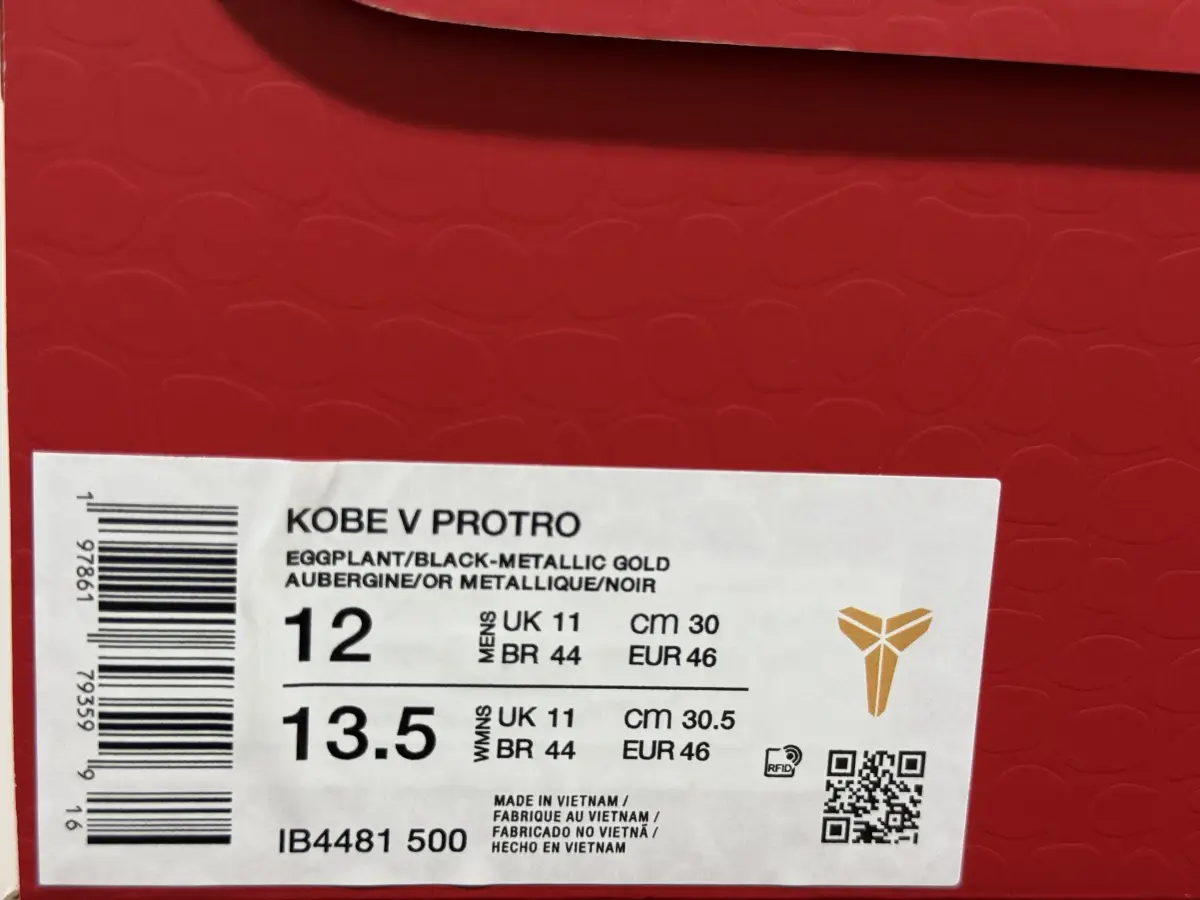 1 97861 79359 9 16
KOBE V PROTRO
EGGPLANT/BLACK-METALLIC GOLD
AUBERGINE/OR METALLIQUE/NOIR
12 MENS UK 11 cm 30
BR 44 EUR 46
13.5 WMNS UK 11 cm 30.5
BR 44 EUR 46
RFID
MADE IN VIETNAM /
FABRIQUE AU VIETNAM /
FABRICADO NO VIETNÃ /
HECHO EN VIETNAM
IB4481 500